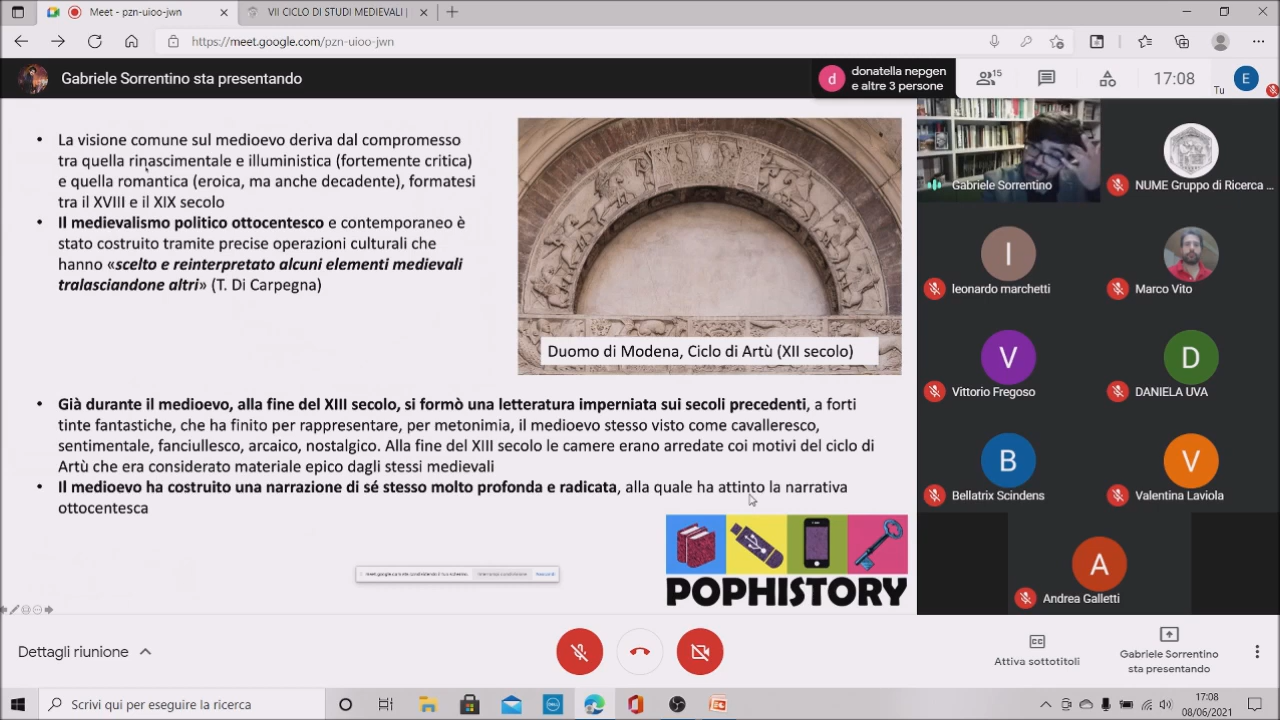 Meet - pzn-uioo-jwn
VII CICLO DI STUDI MEDIEVALI |
https://meet.google.com/pzn-uioo-jwn
Gabriele Sorrentino sta presentando
d
donatella nepgen
e altre 3 persone
15
17:08
Tu
E
La visione comune sul medioevo deriva dal compromesso
tra quella rinascimentale e illuministica (fortemente critica)
e quella romantica (eroica, ma anche decadente), formatesi
tra il XVIII e il XIX secolo
Il medievalismo politico ottocentesco e contemporaneo è
stato costruito tramite precise operazioni culturali che
hanno «scelto e reinterpretato alcuni elementi medievali
tralasciandone altri» (T. Di Carpegna)
Duomo di Modena, Ciclo di Artù (XII secolo)
Già durante il medioevo, alla fine del XIII secolo, si formò una letteratura imperniata sui secoli precedenti, a forti
tinte fantastiche, che ha finito per rappresentare, per metonimia, il medioevo stesso visto come cavalleresco,
sentimentale, fanciullesco, arcaico, nostalgico. Alla fine del XIII secolo le camere erano arredate coi motivi del ciclo di
Artù che era considerato materiale epico dagli stessi medievali
Il medioevo ha costruito una narrazione di sé stesso molto profonda e radicata, alla quale ha attinto la narrativa
ottocentesca
POPHISTORY
Gabriele Sorrentino
NUME Gruppo di Ricerca ...
I
leonardo marchetti
Marco Vito
V
Vittorio Fregoso
D
DANIELA UVA
B
Bellatrix Scindens
V
Valentina Laviola
A
Andrea Galletti
Dettagli riunione
CC
Attiva sottotitoli
Gabriele Sorrentino
sta presentando
Scrivi qui per eseguire la ricerca
DELL
17:08
08/06/2021